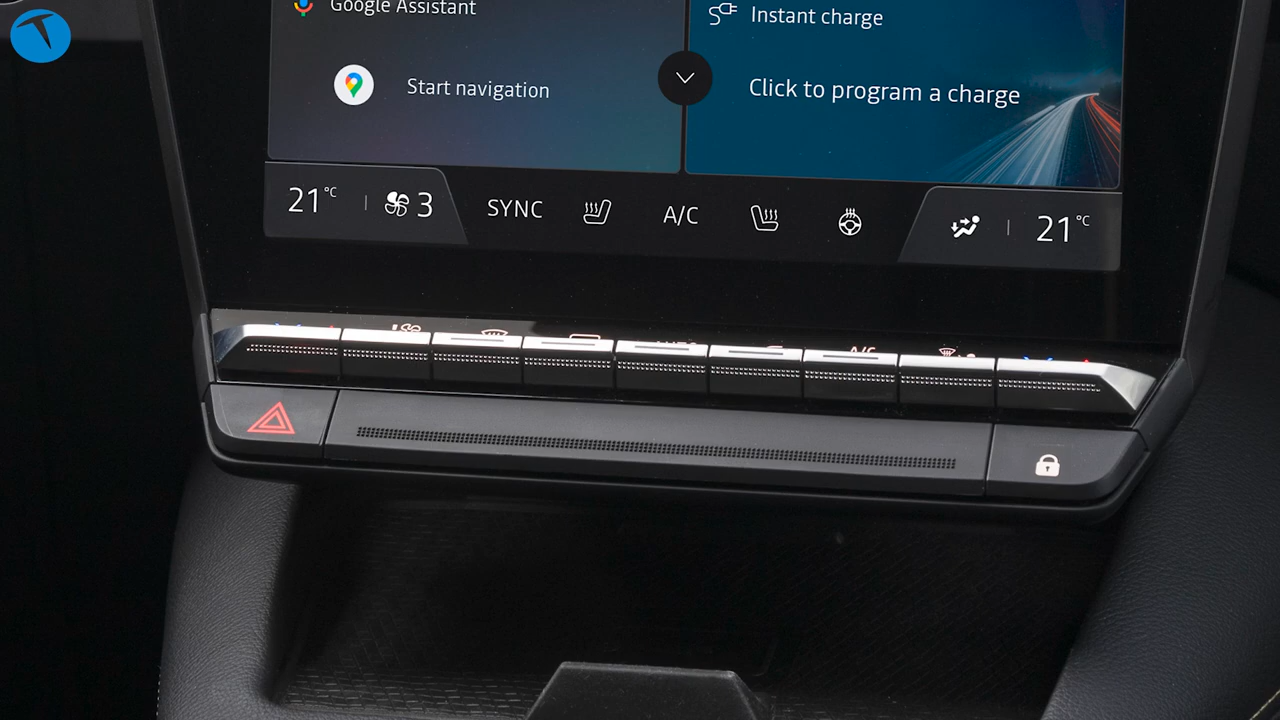 Google Assistant
Instant charge
Start navigation
Click to program a charge
21°C
3
SYNC
A/C
21°C
A/C